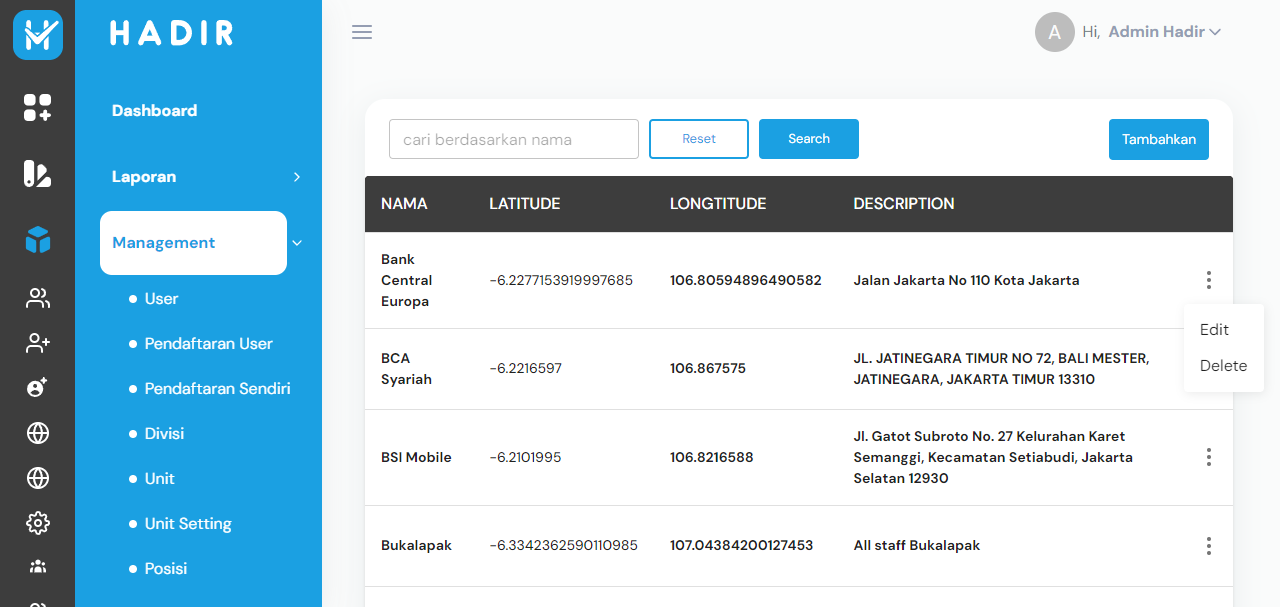 HADIR
A Hi, Admin Hadir
Dashboard
Laporan
Management
User
Pendaftaran User
Pendaftaran Sendiri
Divisi
Unit
Unit Setting
Posisi
cari berdasarkan nama Reset Search Tambahkan
NAMA LATITUDE LONGTITUDE DESCRIPTION
Bank
Central
Europa
-6.2277153919997685 106.80594896490582 Jalan Jakarta No 110 Kota Jakarta
Edit
Delete
BCA
Syariah
-6.2216597 106.867575
JL. JATINEGARA TIMUR NO 72, BALI MESTER,
JATINEGARA, JAKARTA TIMUR 13310
BSI Mobile -6.2101995 106.8216588
Jl. Gatot Subroto No. 27 Kelurahan Karet
Semanggi, Kecamatan Setiabudi, Jakarta
Selatan 12930
Bukalapak -6.3342362590110985 107.04384200127453 All staff Bukalapak